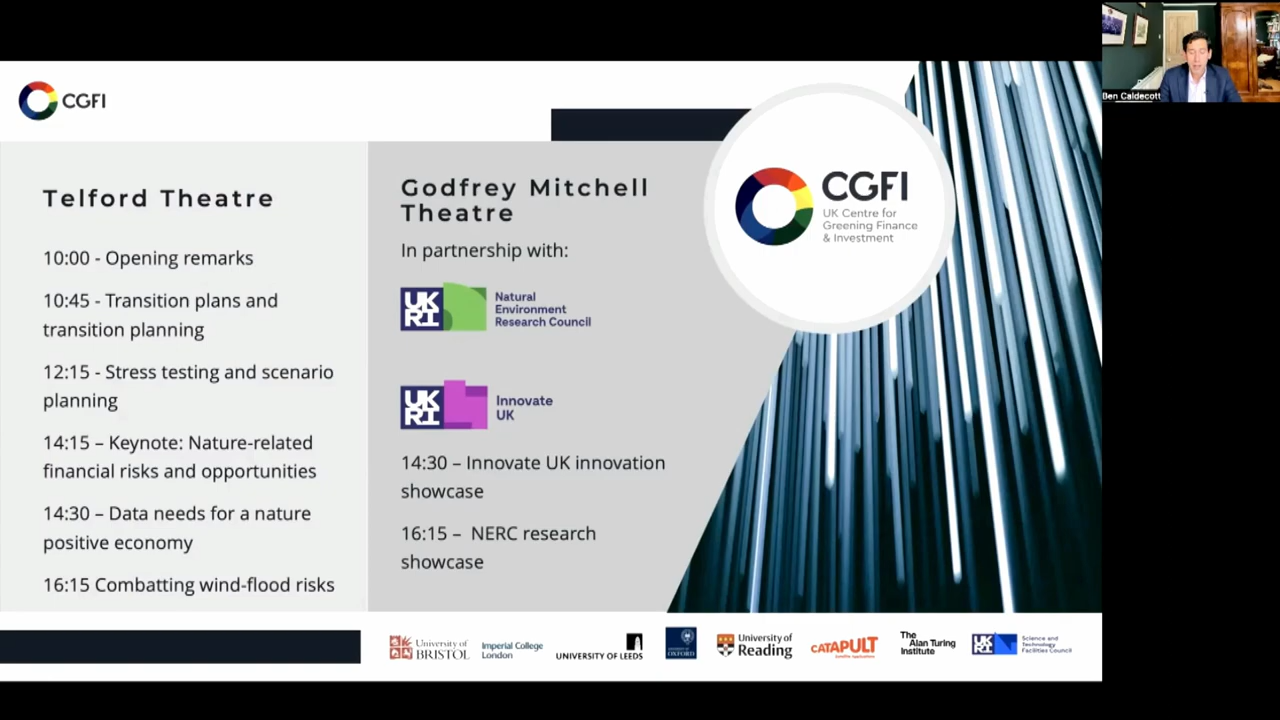 CGFI
Telford Theatre
10:00 - Opening remarks
10:45 - Transition plans and
transition planning
12:15 - Stress testing and scenario
planning
14:15 – Keynote: Nature-related
financial risks and opportunities
14:30 – Data needs for a nature
positive economy
16:15 Combatting wind-flood risks
Godfrey Mitchell
Theatre
In partnership with:
UK
RI
Natural
Environment
Research Council
UK
RI
Innovate
UK
14:30 – Innovate UK innovation
showcase
16:15 – NERC research
showcase
CGFI
UK Centre for
Greening Finance
& Investment
Ben Caldecott
University of
BRISTOL
Imperial College
London
UNIVERSITY OF LEEDS
UNIVERSITY OF
OXFORD
University of
Reading
CATAPULT
Satellite Applications
The
Alan Turing
Institute
UK
RI
Science and
Technology
Facilities Council